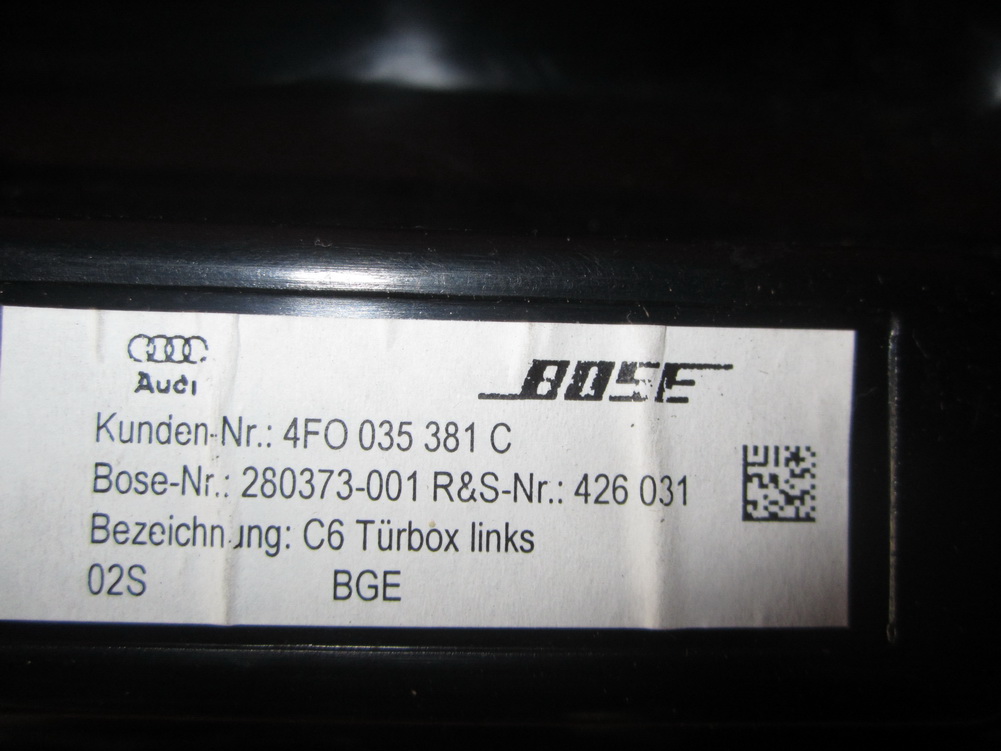 Audi
BOSE
Kunden-Nr.: 4FO 035 381 C
Bose-Nr.: 280373-001 R&S-Nr.: 426 031
Bezeichnung: C6 Türbox links
02S BGE